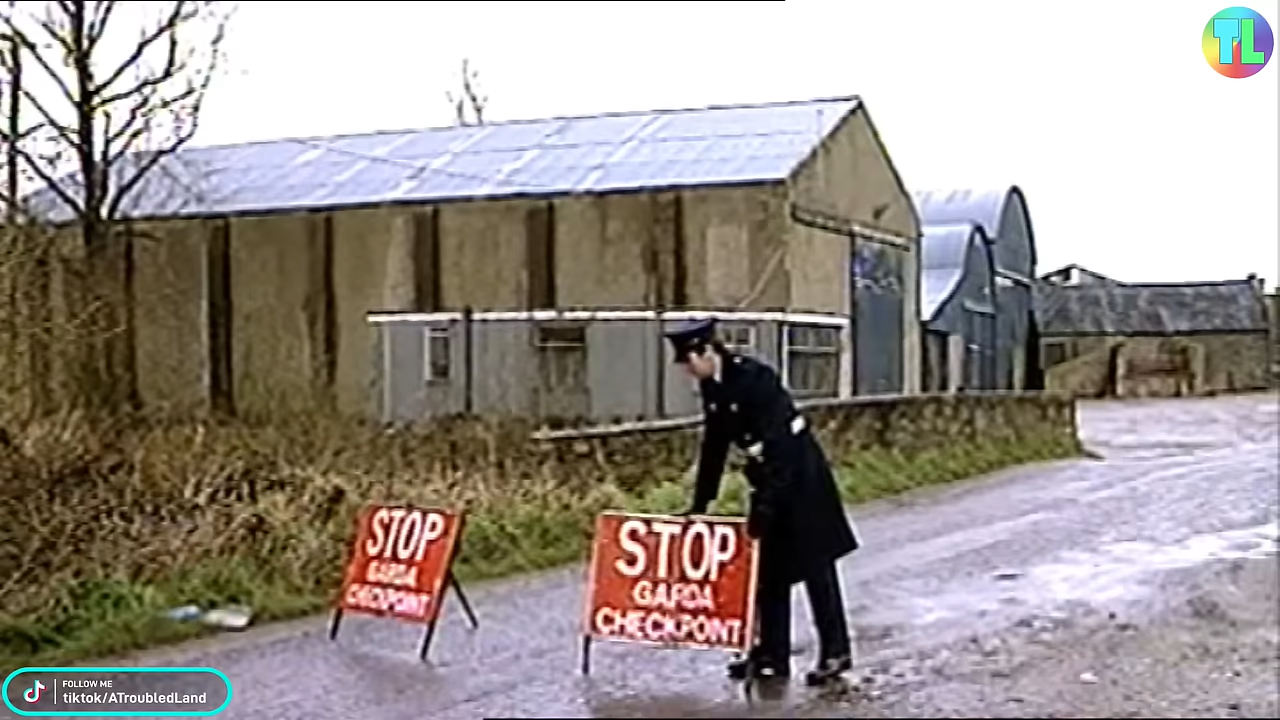 TL
STOP
GARDA
CHECKPOINT
STOP
GARDA
CHECKPOINT
FOLLOW ME
tiktok/ATroubledLand